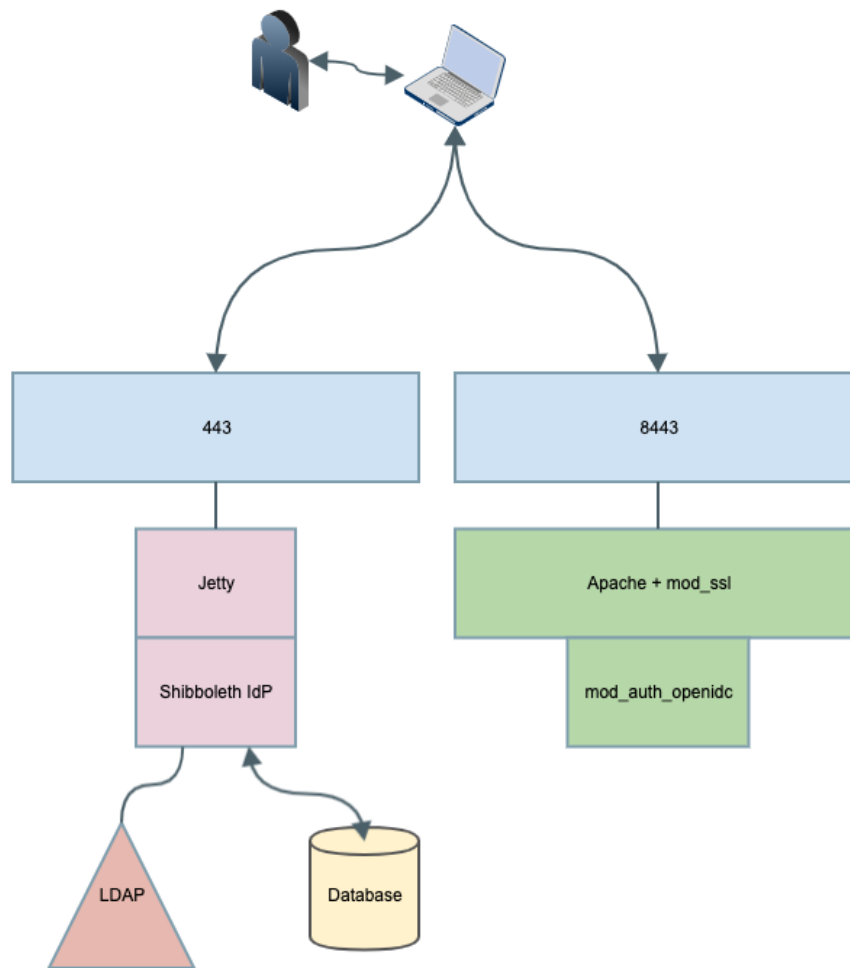 443
8443
Jetty
Apache + mod_ssl
Shibboleth IdP
mod_auth_openidc
LDAP
Database